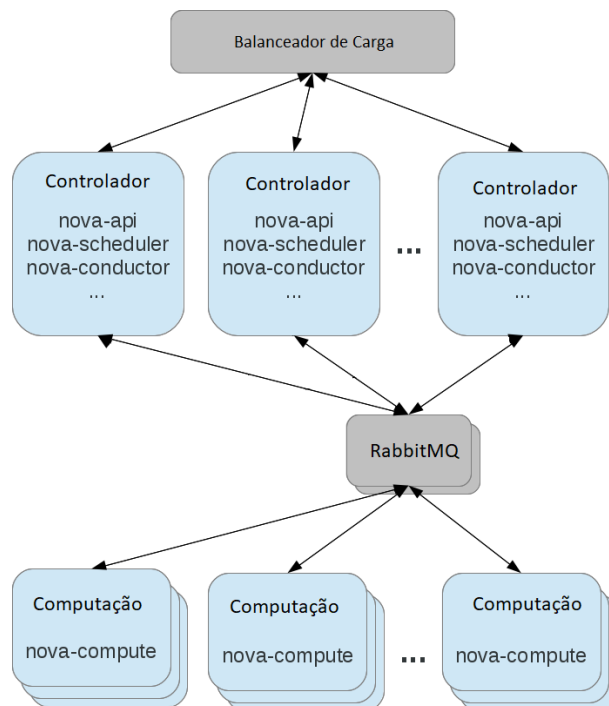 Balanceador de Carga
Controlador
nova-api
nova-scheduler
nova-conductor
...
Controlador
nova-api
nova-scheduler
nova-conductor
...
...
Controlador
nova-api
nova-scheduler
nova-conductor
...
RabbitMQ
Computação
nova-compute
Computação
nova-compute
...
Computação
nova-compute